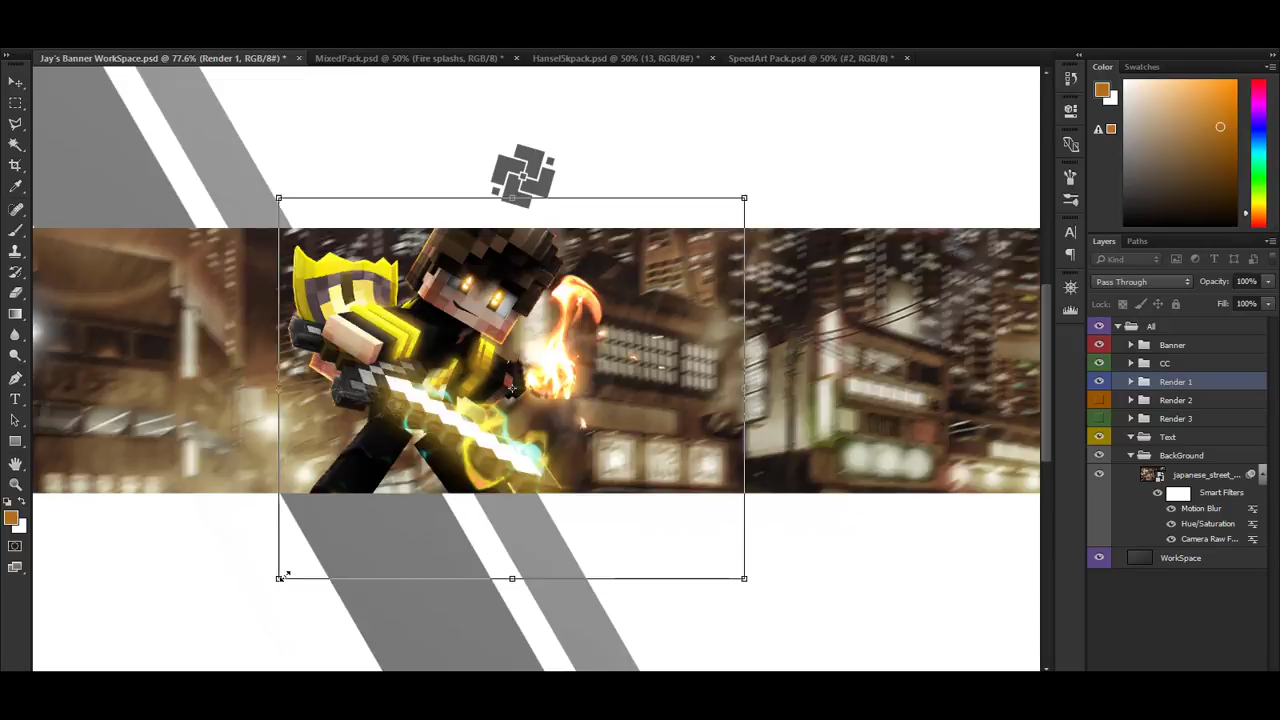 Jay's Banner WorkSpace.psd @ 77.6% (Render 1, RGB/8#) * MixedPack.psd @ 50% (Fire splashs, RGB/8) * HanselSkpack.psd @ 50% (13, RGB/8#) * SpeedArt Pack.psd @ 50% (#2, RGB/8) *
Color Swatches
Layers Paths
Kind
Pass Through Opacity: 100%
Lock: Fill: 100%
All
Banner
CC
Render 1
Render 2
Render 3
Text
BackGround
japanese_street_...
Smart Filters
Motion Blur
Hue/Saturation
Camera Raw F...
WorkSpace